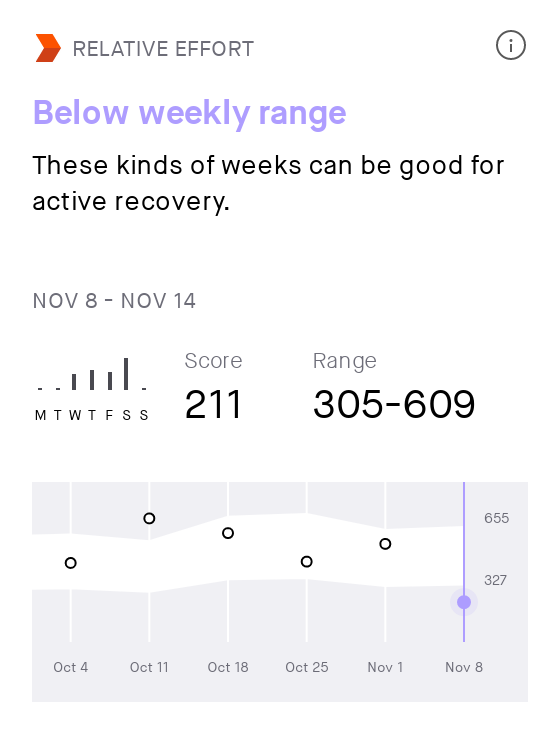 RELATIVE EFFORT
Below weekly range
These kinds of weeks can be good for
active recovery.
NOV 8 - NOV 14
Score Range
211 305-609
M T W T F S S
655
327
Oct 4 Oct 11 Oct 18 Oct 25 Nov 1 Nov 8